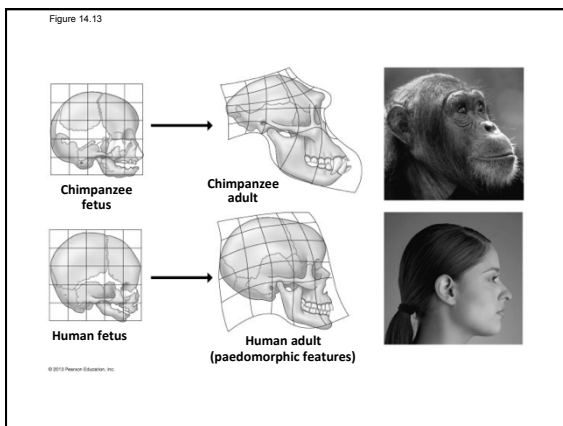 Figure 14.13
Chimpanzee
fetus
Chimpanzee
adult
Human fetus
Human adult
(paedomorphic features)
© 2013 Pearson Education, Inc.